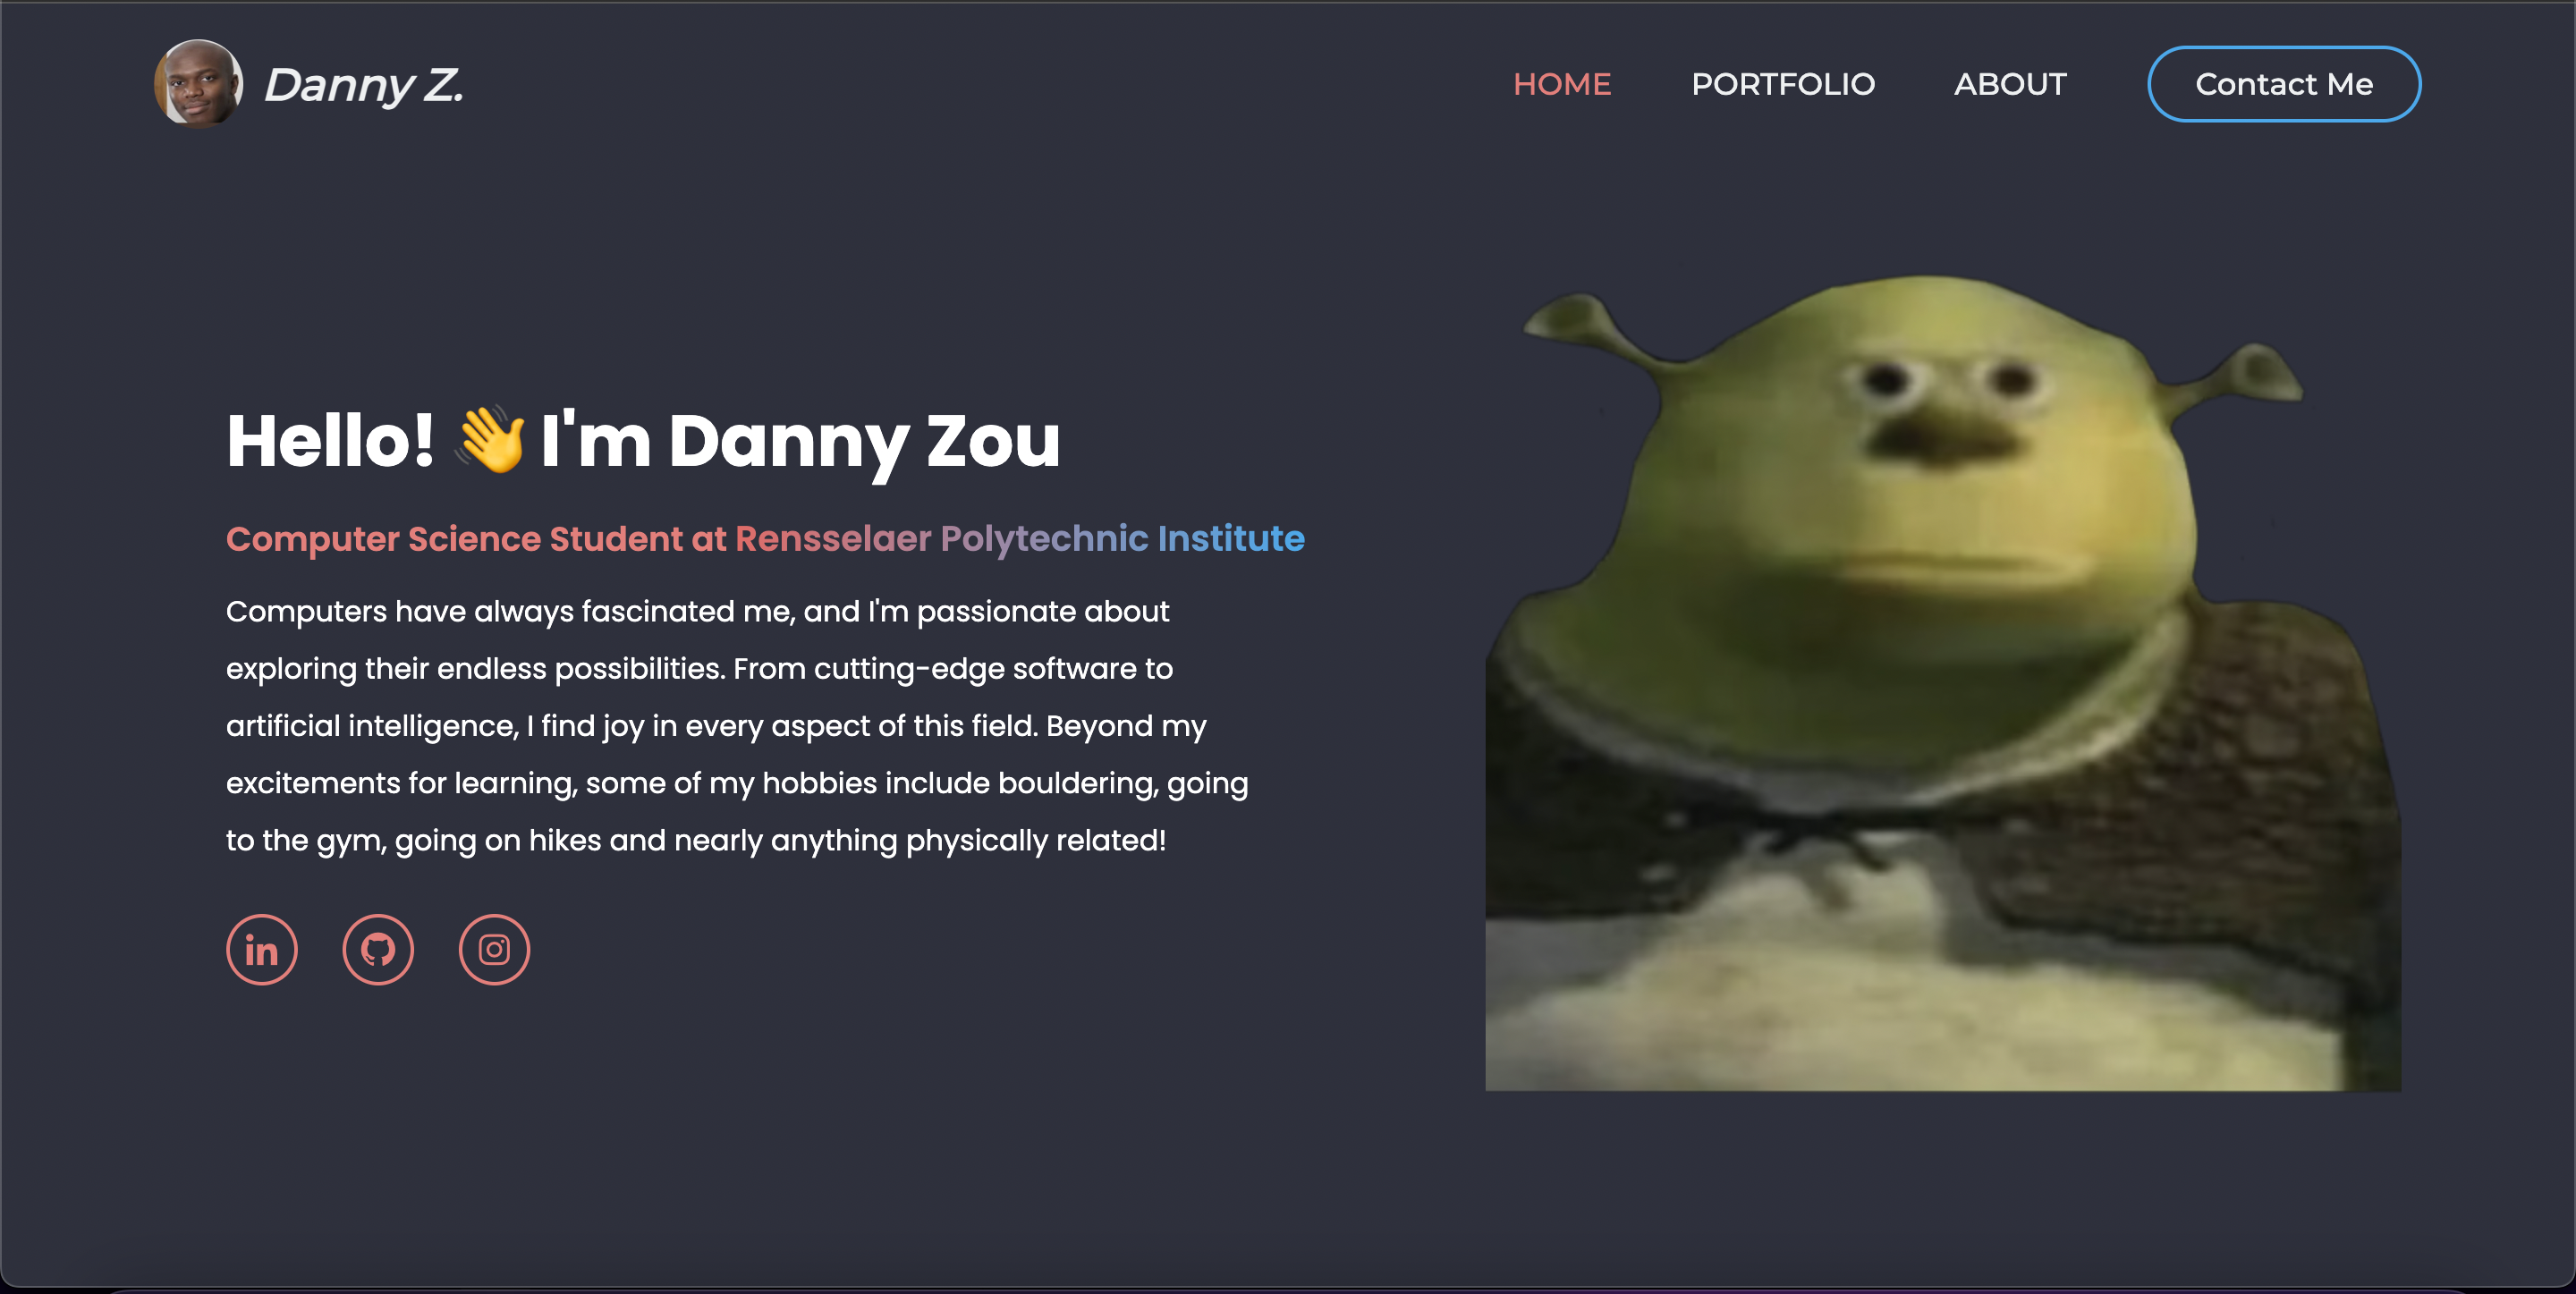 Danny Z.
HOME
PORTFOLIO
ABOUT
Contact Me
Hello! 👋 I'm Danny Zou
Computer Science Student at Rensselaer Polytechnic Institute
Computers have always fascinated me, and I'm passionate about
exploring their endless possibilities. From cutting-edge software to
artificial intelligence, I find joy in every aspect of this field. Beyond my
excitements for learning, some of my hobbies include bouldering, going
to the gym, going on hikes and nearly anything physically related!
in